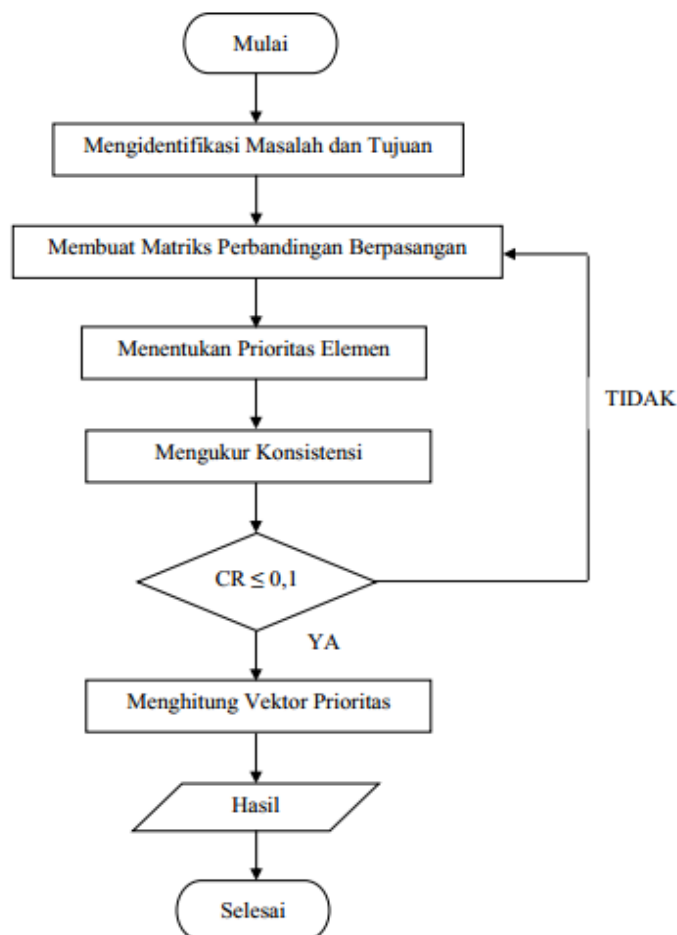 Mulai
Mengidentifikasi Masalah dan Tujuan
Membuat Matriks Perbandingan Berpasangan
Menentukan Prioritas Elemen
TIDAK
Mengukur Konsistensi
CR ≤ 0,1
YA
Menghitung Vektor Prioritas
Hasil
Selesai